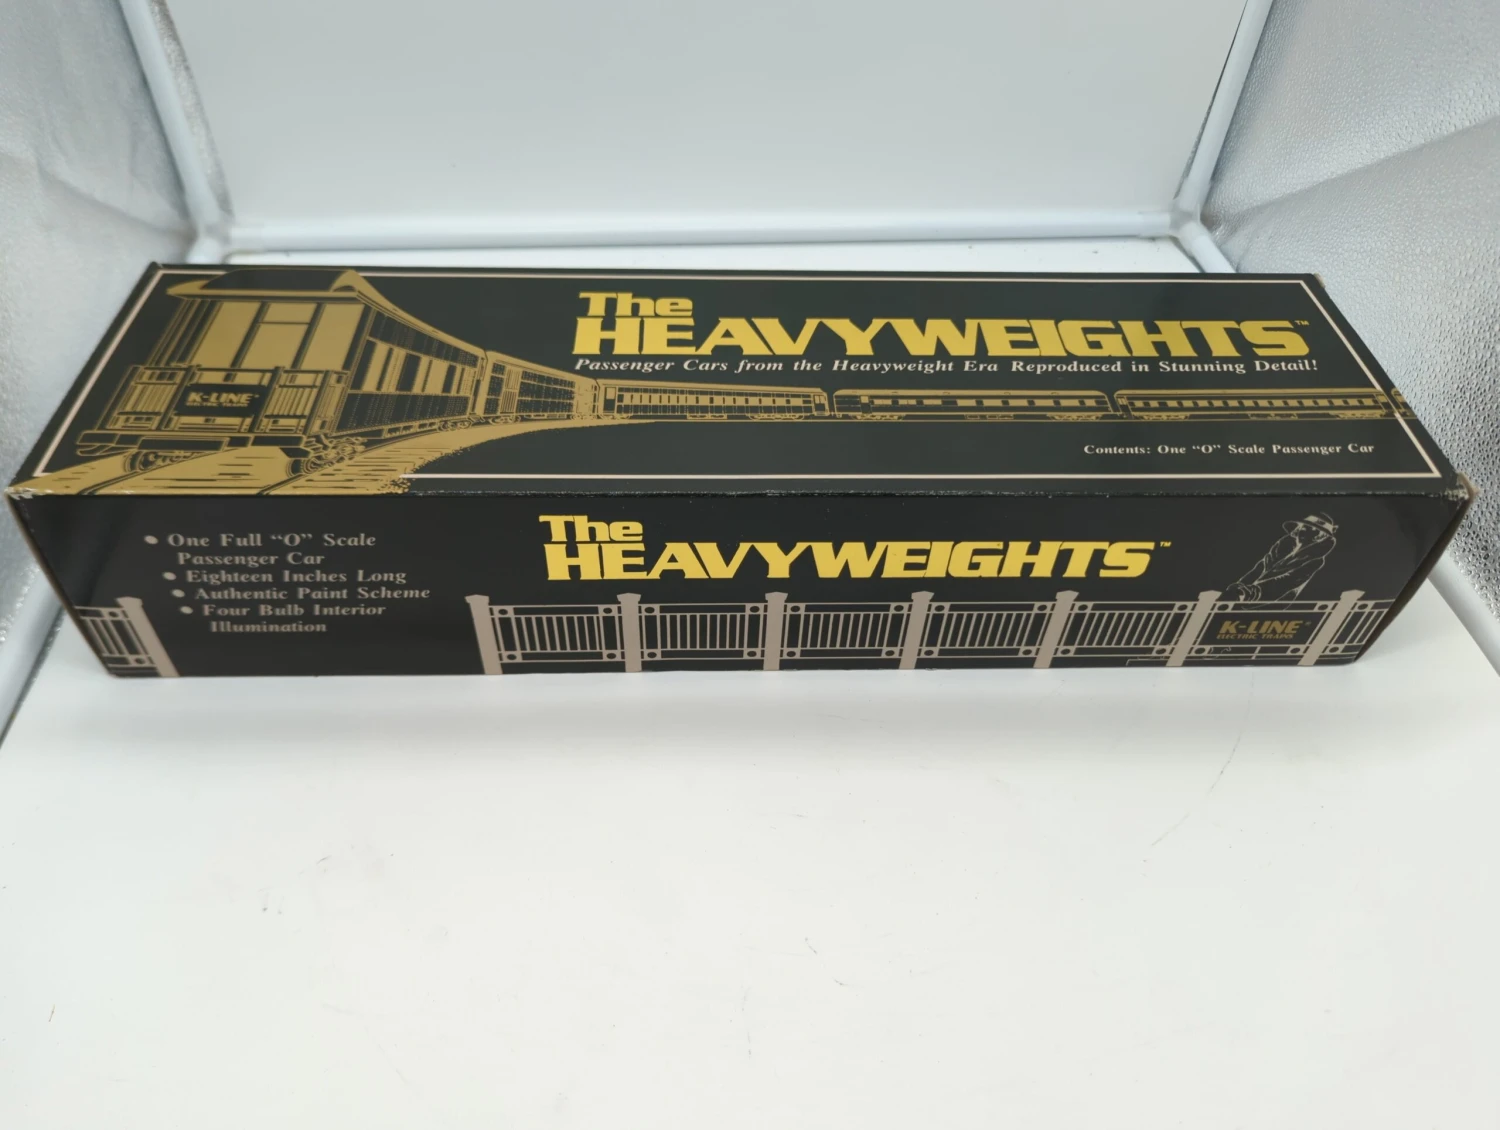 The
HEAVYWEIGHTS™
Passenger Cars from the Heavyweight Era Reproduced in Stunning Detail!
K-LINE®
ELECTRIC TRAINS
Contents: One “O” Scale Passenger Car
• One Full “O” Scale
Passenger Car
• Eighteen Inches Long
• Authentic Paint Scheme
• Four Bulb Interior
Illumination
The
HEAVYWEIGHTS™
K-LINE®
ELECTRIC TRAINS